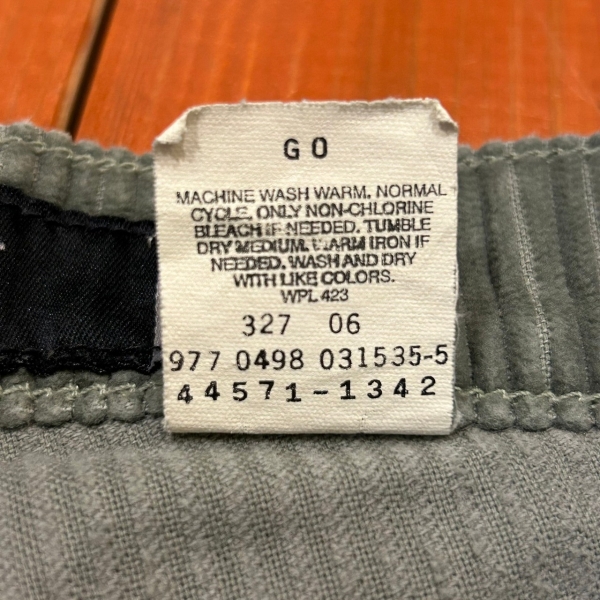 GO
MACHINE WASH WARM, NORMAL
CYCLE, ONLY NON-CHLORINE
BLEACH IF NEEDED. TUMBLE
DRY MEDIUM. WARM IRON IF
NEEDED. WASH AND DRY
WITH LIKE COLORS.
WPL 423
327 06
977 0498 031535-5
44571-1342